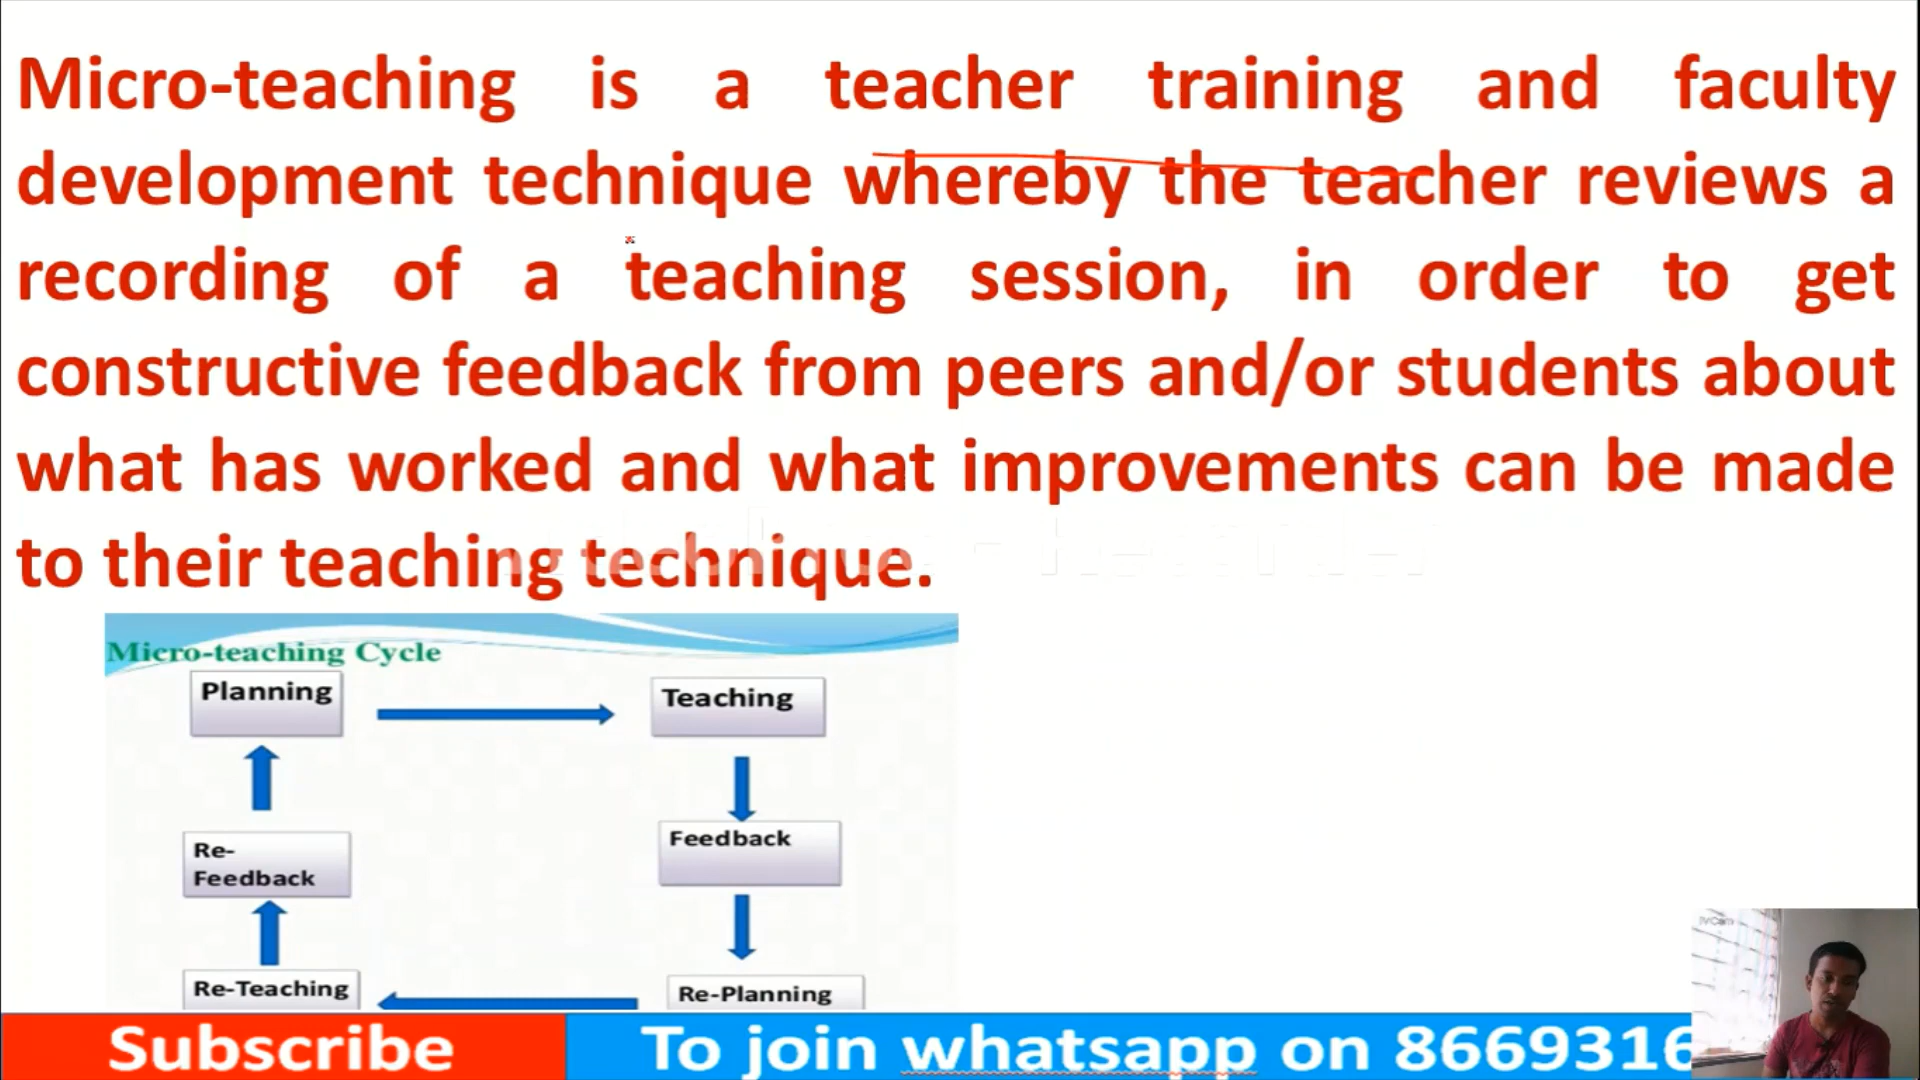 Micro-teaching is a teacher training and faculty
development technique whereby the teacher reviews a
recording of a teaching session, in order to get
constructive feedback from peers and/or students about
what has worked and what improvements can be made
to their teaching technique.
Micro-teaching Cycle
Planning
Teaching
Re-
Feedback
Feedback
Re-Teaching
Re-Planning
Subscribe
To join whatsapp on 8669316